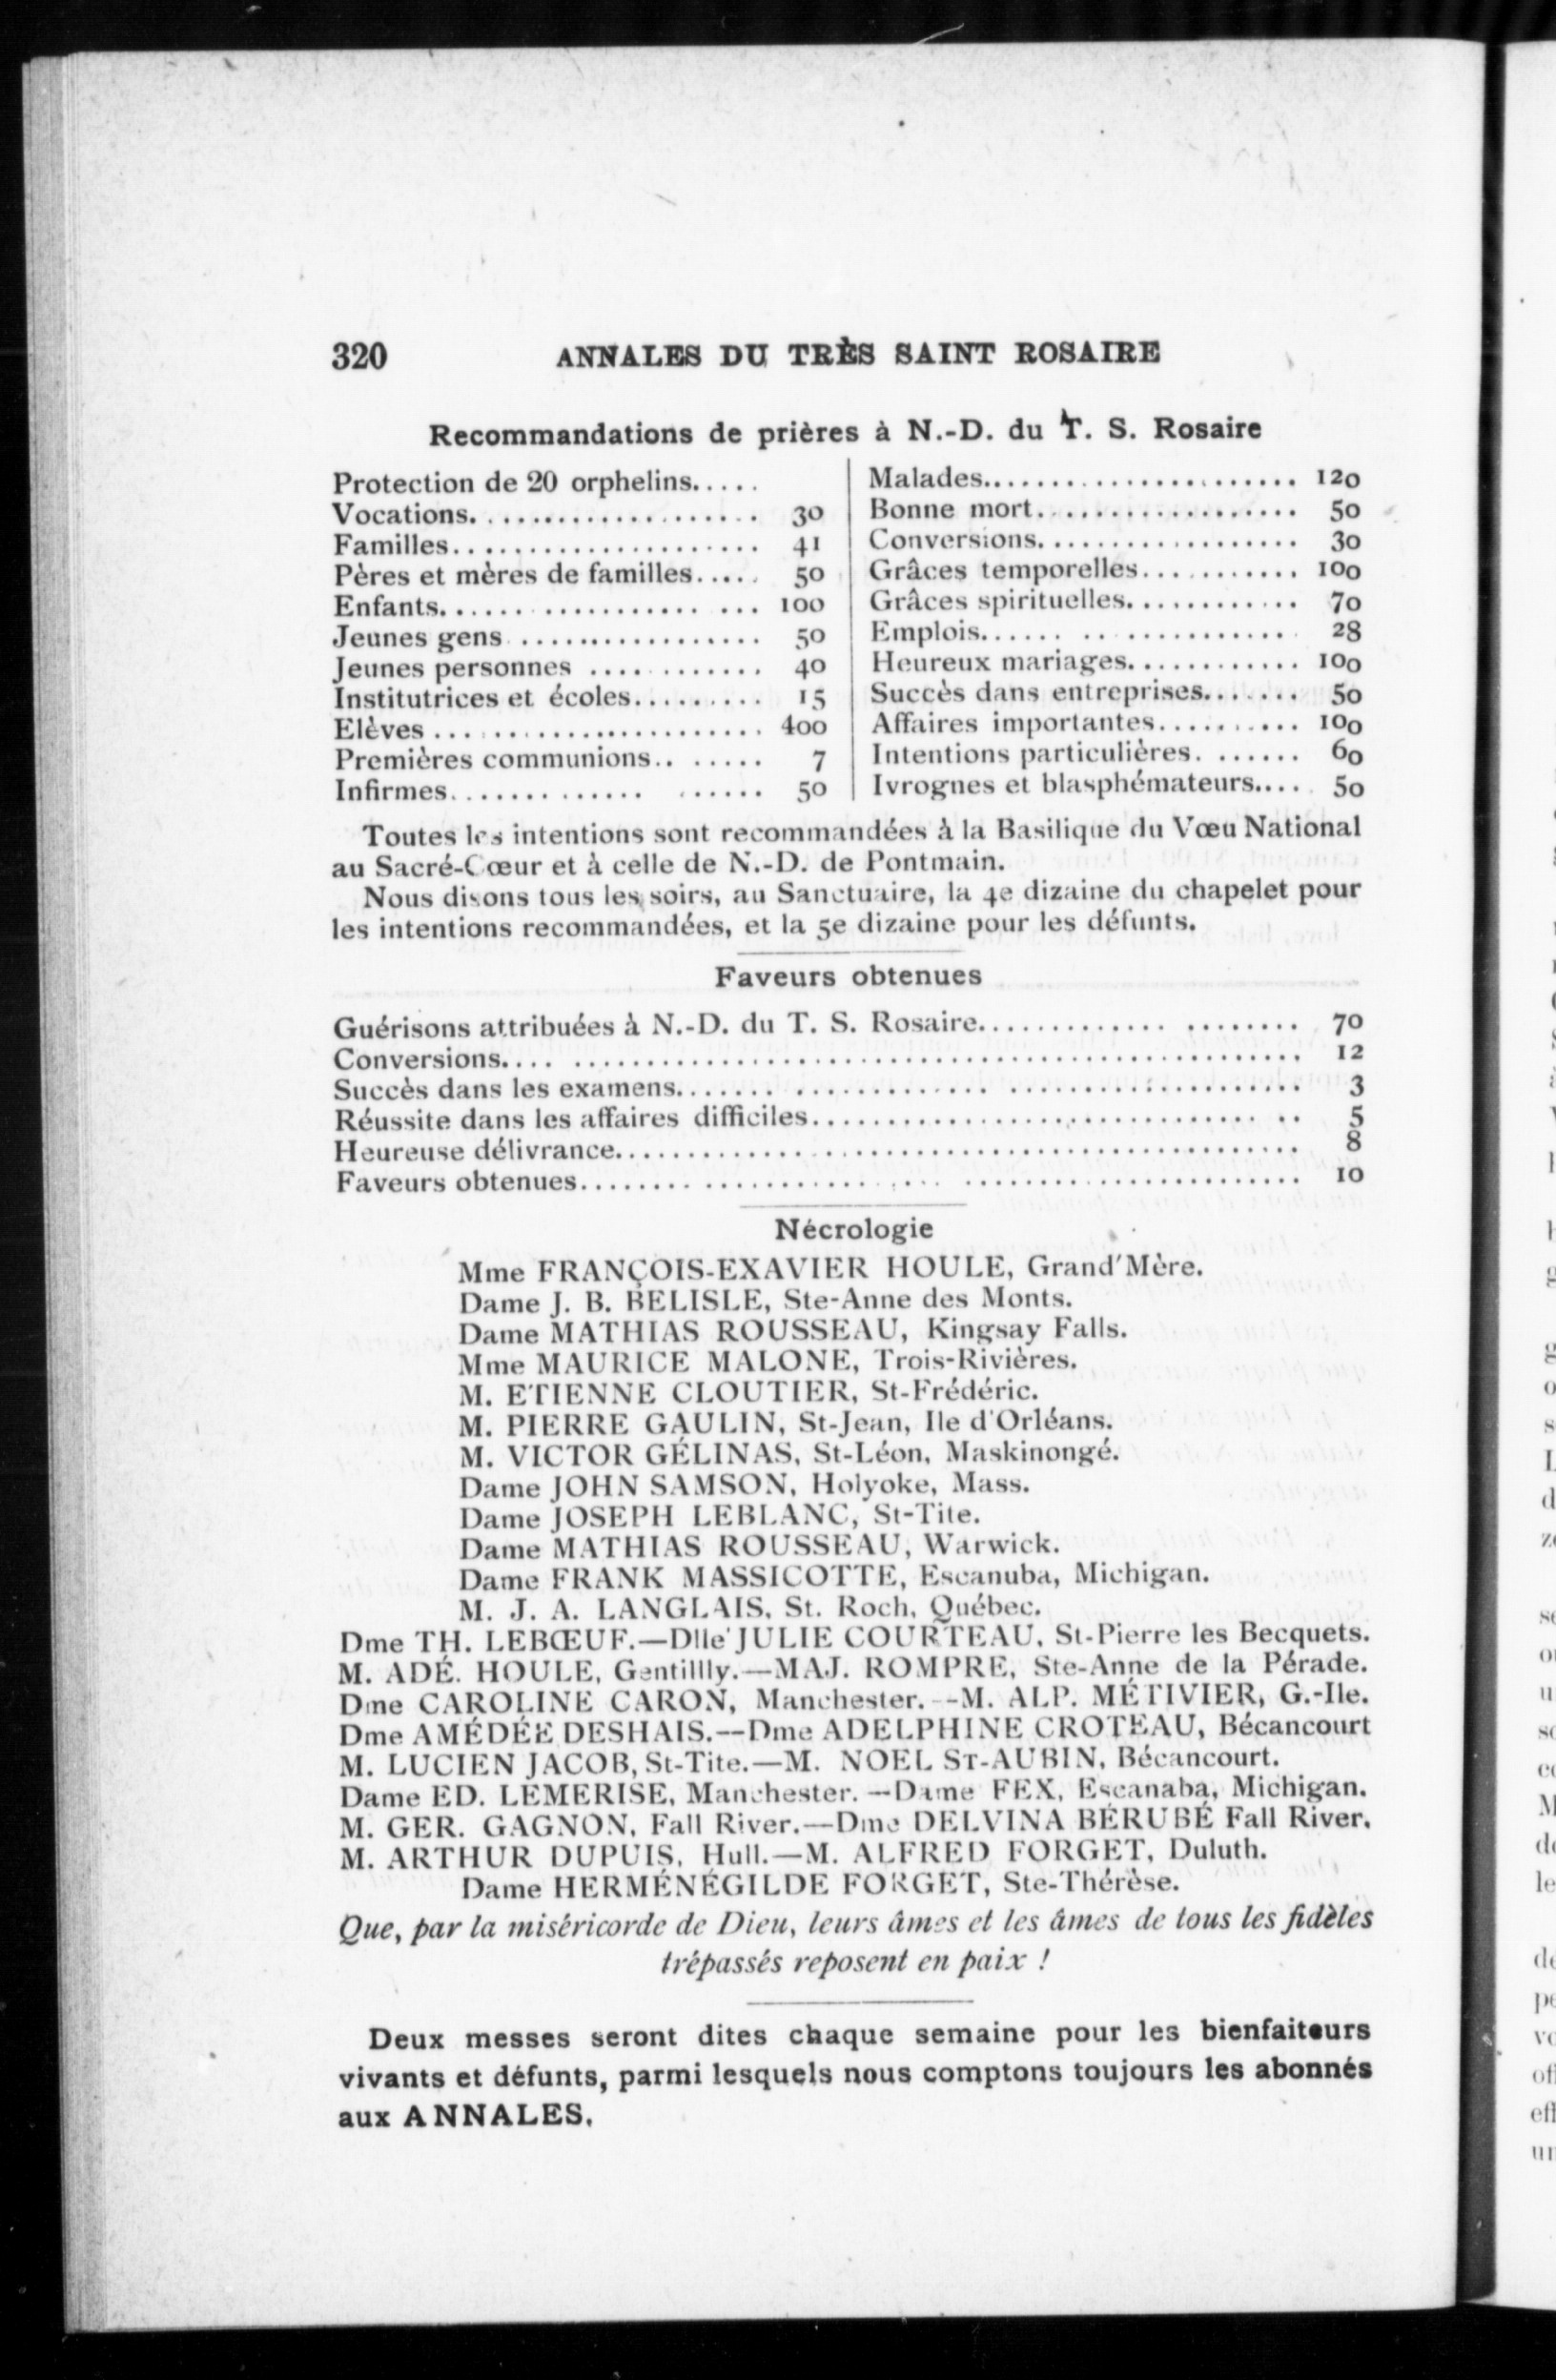 320 ANNALES DU TRÈS SAINT ROSAIRE
Recommandations de prières à N.-D. du T. S. Rosaire
Protection de 20 orphelins.....
Vocations................... 30
Familles..................... 41
Pères et mères de familles..... 50
Enfants...................... 100
Jeunes gens................. 50
Jeunes personnes ............ 40
Institutrices et écoles......... 15
Elèves ....................... 400
Premières communions.. ..... 7
Infirmes............. ...... 50
Malades...................... 120
Bonne mort.................. 50
Conversions.................. 30
Grâces temporelles........... 100
Grâces spirituelles............ 70
Emplois...... .. ............ 28
Heureux mariages............ 100
Succès dans entreprises....... 50
Affaires importantes.......... 100
Intentions particulières. ...... 60
Ivrognes et blasphémateurs.... 50
Toutes les intentions sont recommandées à la Basilique du Vœu National
au Sacré-Cœur et à celle de N.-D. de Pontmain.
Nous disons tous les soirs, au Sanctuaire, la 4e dizaine du chapelet pour
les intentions recommandées, et la 5e dizaine pour les défunts.
Faveurs obtenues
Guérisons attribuées à N.-D. du T. S. Rosaire............. ........ 70
Conversions.... .................................................. 12
Succès dans les examens....... ............. .................... 3
Réussite dans les affaires difficiles.............................. .. 5
Heureuse délivrance............................................... 8
Faveurs obtenues....... ............... ....................... 10
Nécrologie
Mme FRANÇOIS-EXAVIER HOULE, Grand'Mère.
Dame J. B. BELISLE, Ste-Anne des Monts.
Dame MATHIAS ROUSSEAU, Kingsay Falls.
Mme MAURICE MALONE, Trois-Rivières.
M. ETIENNE CLOUTIER, St-Frédéric.
M. PIERRE GAULIN, St-Jean, Ile d'Orléans.
M. VICTOR GÉLINAS, St-Léon, Maskinongé.
Dame JOHN SAMSON, Holyoke, Mass.
Dame JOSEPH LEBLANC, St-Tite.
Dame MATHIAS ROUSSEAU, Warwick.
Dame FRANK MASSICOTTE, Escanuba, Michigan.
M. J. A. LANGLAIS, St. Roch, Québec.
Dme TH. LEBŒUF.—Dlle JULIE COURTEAU, St-Pierre les Becquets.
M. ADÉ. HOULE, Gentillly.—MAJ. ROMPRE, Ste-Anne de la Pérade.
Dme CAROLINE CARON, Manchester.--M. ALP. MÉTIVIER, G.-Ile.
Dme AMÉDÉE DESHAIS.--Dme ADELPHINE CROTEAU, Bécancourt
M. LUCIEN JACOB, St-Tite.—M. NOEL ST-AUBIN, Bécancourt.
Dame ED. LEMERISE, Manchester. —Dame FEX, Escanaba, Michigan.
M. GER. GAGNON, Fall River.—Dme DELVINA BÉRUBÉ Fall River.
M. ARTHUR DUPUIS, Hull.—M. ALFRED FORGET, Duluth.
Dame HERMÉNÉGILDE FORGET, Ste-Thérèse.
Que, par la miséricorde de Dieu, leurs âmes et les âmes de tous les fidèles
trépassés reposent en paix !
Deux messes seront dites chaque semaine pour les bienfaiteurs
vivants et défunts, parmi lesquels nous comptons toujours les abonnés
aux ANNALES.